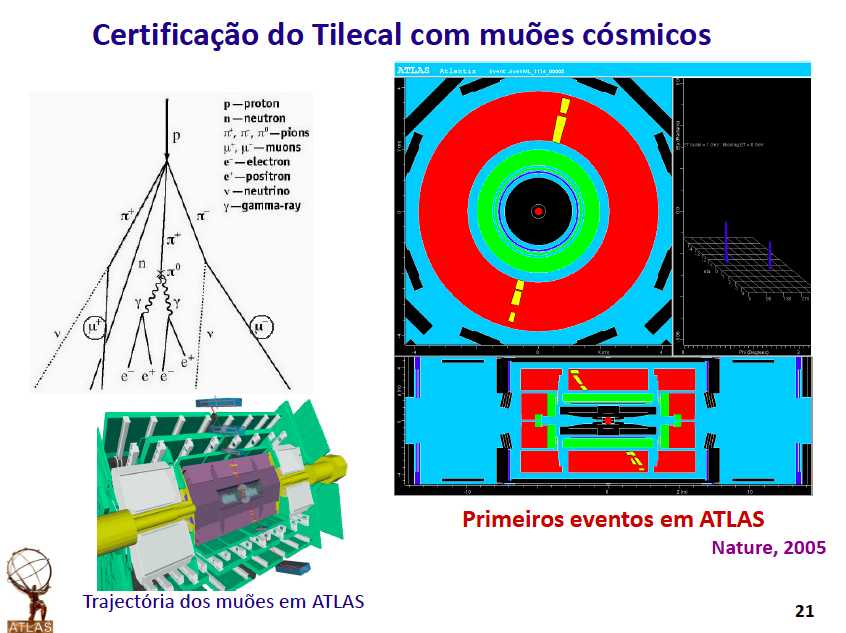 Certificação do Tilecal com muões cósmicos
p—proton
n—neutron
π⁺, π⁻, π⁰—pions
μ⁺, μ⁻—muons
e⁻—electron
e⁺—positron
ν—neutrino
γ—gamma-ray
p
π⁺
π⁻
π⁺
n
π⁰
γ
γ
ν
μ⁺
ν
μ⁻
e⁻
e⁺
e⁻
e⁺
ATLAS Atlantis
Primeiros eventos em ATLAS
Nature, 2005
Trajectória dos muões em ATLAS
ATLAS
21